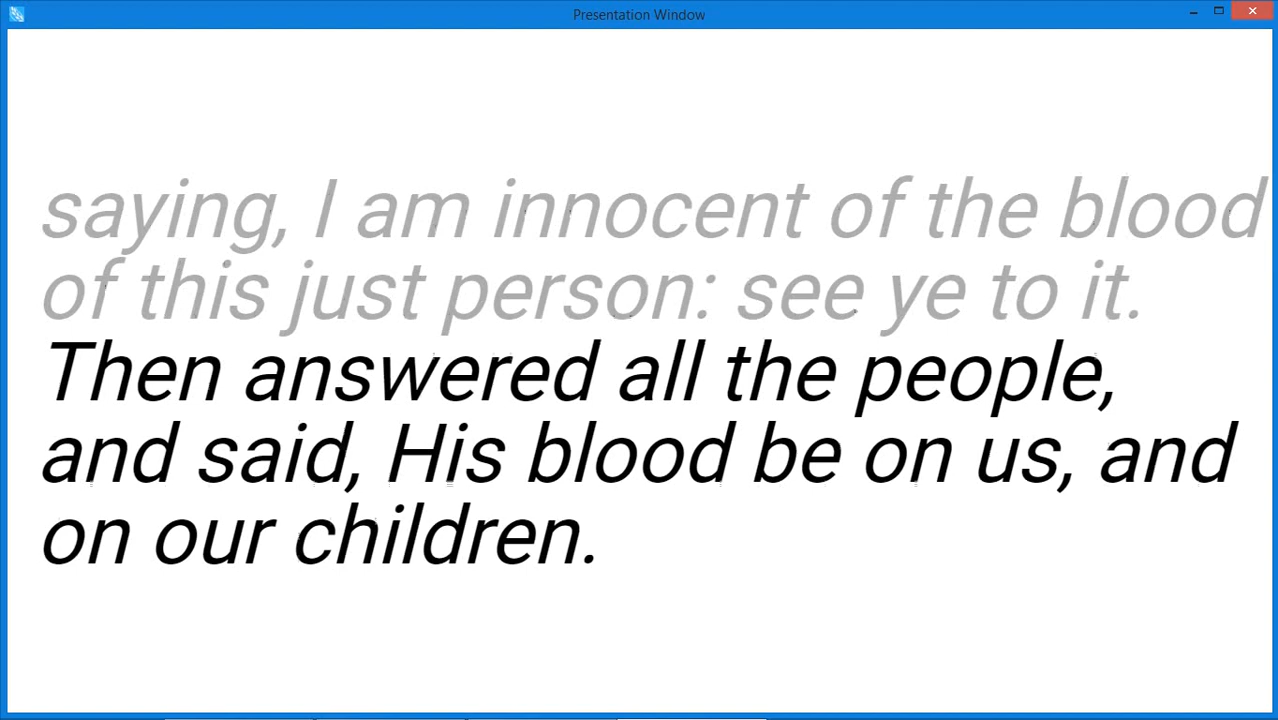 Presentation Window
saying, I am innocent of the blood
of this just person: see ye to it.
Then answered all the people,
and said, His blood be on us, and
on our children.